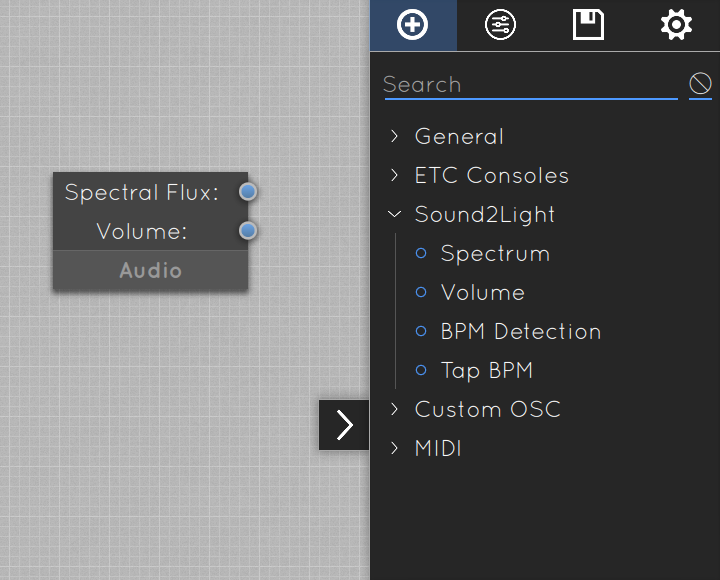 Spectral Flux:
Volume:
Audio
Search
General
ETC Consoles
Sound2Light
Spectrum
Volume
BPM Detection
Tap BPM
Custom OSC
MIDI